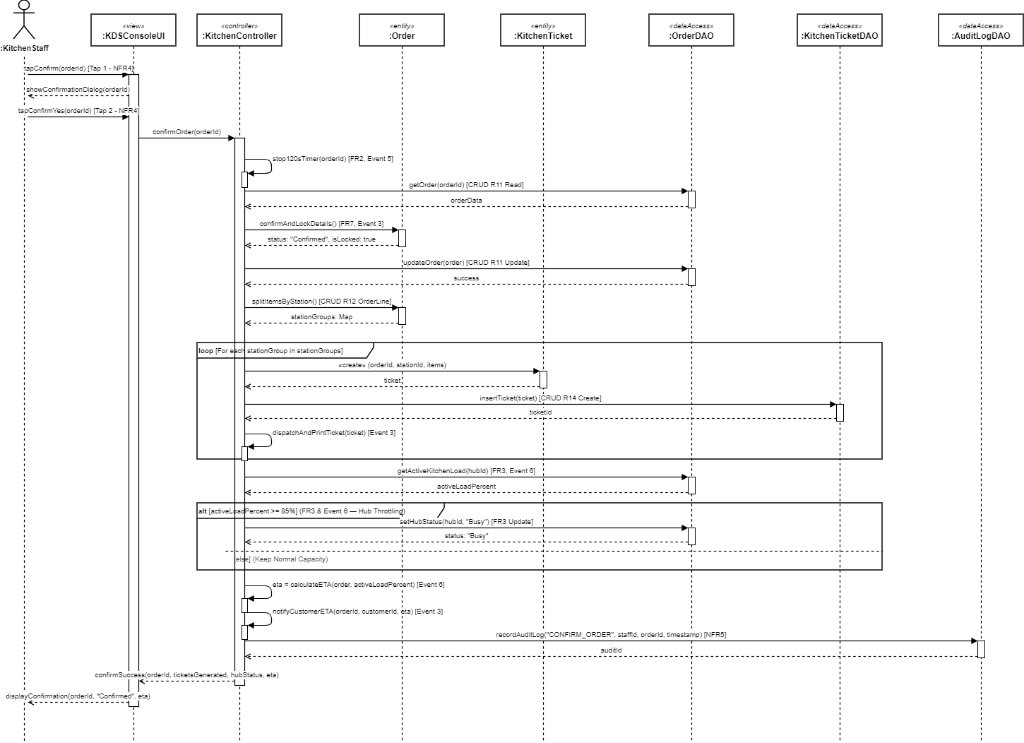 «view»
:KDSConsoleUI
«controller»
:KitchenController
«entity»
:Order
«entity»
:KitchenTicket
«dataAccess»
:OrderDAO
«dataAccess»
:KitchenTicketDAO
«dataAccess»
:AuditLogDAO
:KitchenStaff
tapConfirm(orderId) [Tap 1 - NFR4]
showConfirmationDialog(orderId)
tapConfirmYes(orderId) [Tap 2 - NFR4]
confirmOrder(orderId)
stop120sTimer(orderId) [FR2, Event 5]
getOrder(orderId) [CRUD R11 Read]
orderData
confirmAndLockDetails() [FR7, Event 3]
status: "Confirmed", isLocked: true
updateOrder(order) [CRUD R11 Update]
success
splitItemsByStation() [CRUD R12 OrderLine]
stationGroups: Map
loop [For each stationGroup in stationGroups]
«create» (orderId, stationId, items)
ticket
insertTicket(ticket) [CRUD R14 Create]
ticketId
dispatchAndPrintTicket(ticket) [Event 3]
getActiveKitchenLoad(hubId) [FR3, Event 6]
activeLoadPercent
alt [activeLoadPercent >= 85%] (FR3 & Event 6 — Hub Throttling)
setHubStatus(hubId, "Busy") [FR3 Update]
status: "Busy"
[else] (Keep Normal Capacity)
eta = calculateETA(order, activeLoadPercent) [Event 6]
notifyCustomerETA(orderId, customerId, eta) [Event 3]
recordAuditLog("CONFIRM_ORDER", staffId, orderId, timestamp) [NFR5]
auditId
confirmSuccess(orderId, ticketsGenerated, hubStatus, eta)
displayConfirmation(orderId, "Confirmed", eta)